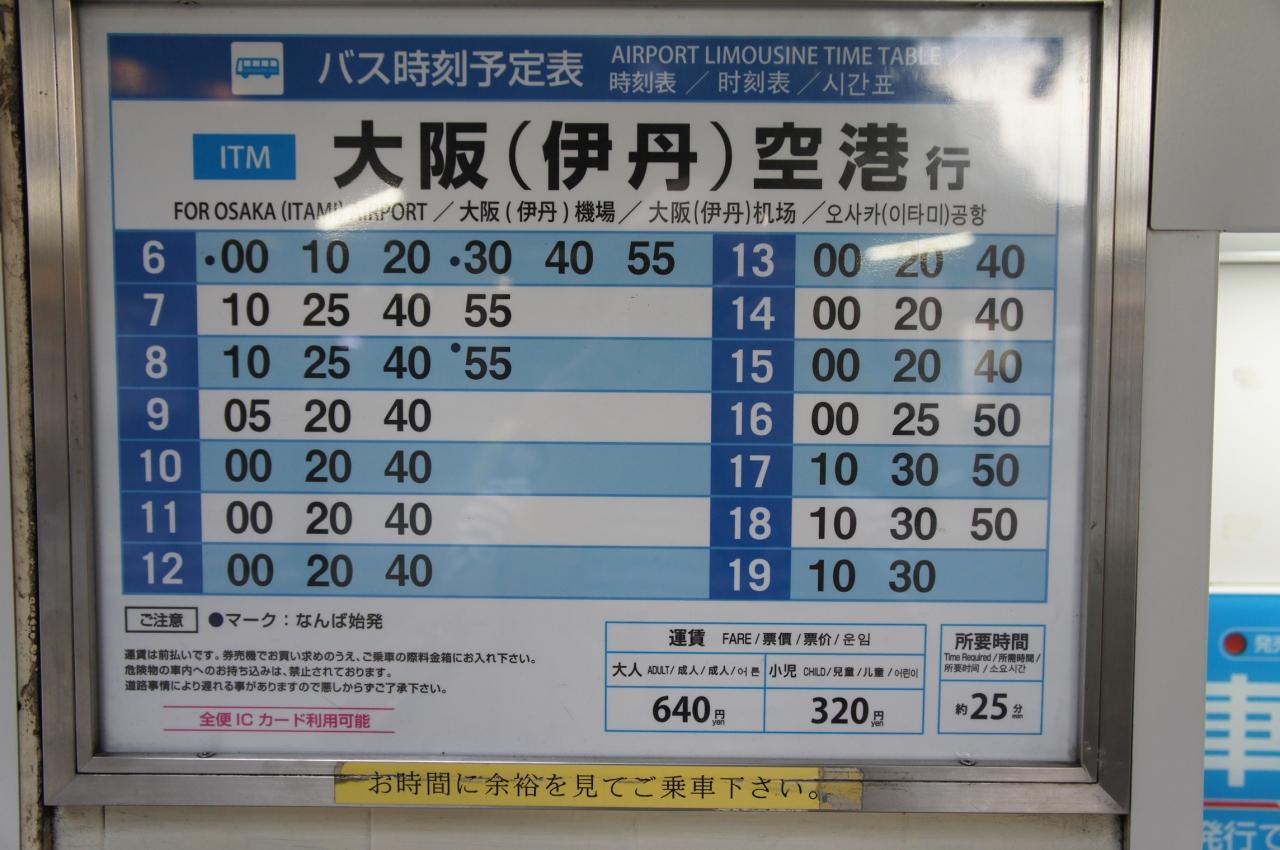 バス時刻予定表 AIRPORT LIMOUSINE TIME TABLE
時刻表 / 时刻表 / 시간표
ITM 大阪(伊丹)空港行
FOR OSAKA (ITAMI) AIRPORT / 大阪(伊丹)機場 / 大阪(伊丹)机场 / 오사카(이타미)공항
6 •00 10 20 •30 40 55
7 10 25 40 55
8 10 25 40 •55
9 05 20 40
10 00 20 40
11 00 20 40
12 00 20 40
13 00 20 40
14 00 20 40
15 00 20 40
16 00 25 50
17 10 30 50
18 10 30 50
19 10 30
ご注意 ●マーク:なんば始発
運賃は前払いです。券売機でお買い求めのうえ、ご乗車の際料金箱にお入れ下さい。
危険物の車内へのお持ち込みは、禁止されております。
道路事情により遅れる事がありますので悪しからずご了承下さい。
全便ICカード利用可能
運賃 FARE / 票價 / 票价 / 운임
大人 ADULT / 成人 / 成人 / 어른 小児 CHILD / 兒童 / 儿童 / 어린이
640円 yen 320円 yen
所要時間
Time Required / 所需時間 /
所要时间 / 소요시간
約25分 min
お時間に余裕を見てご乗車下さい。
車
発行で